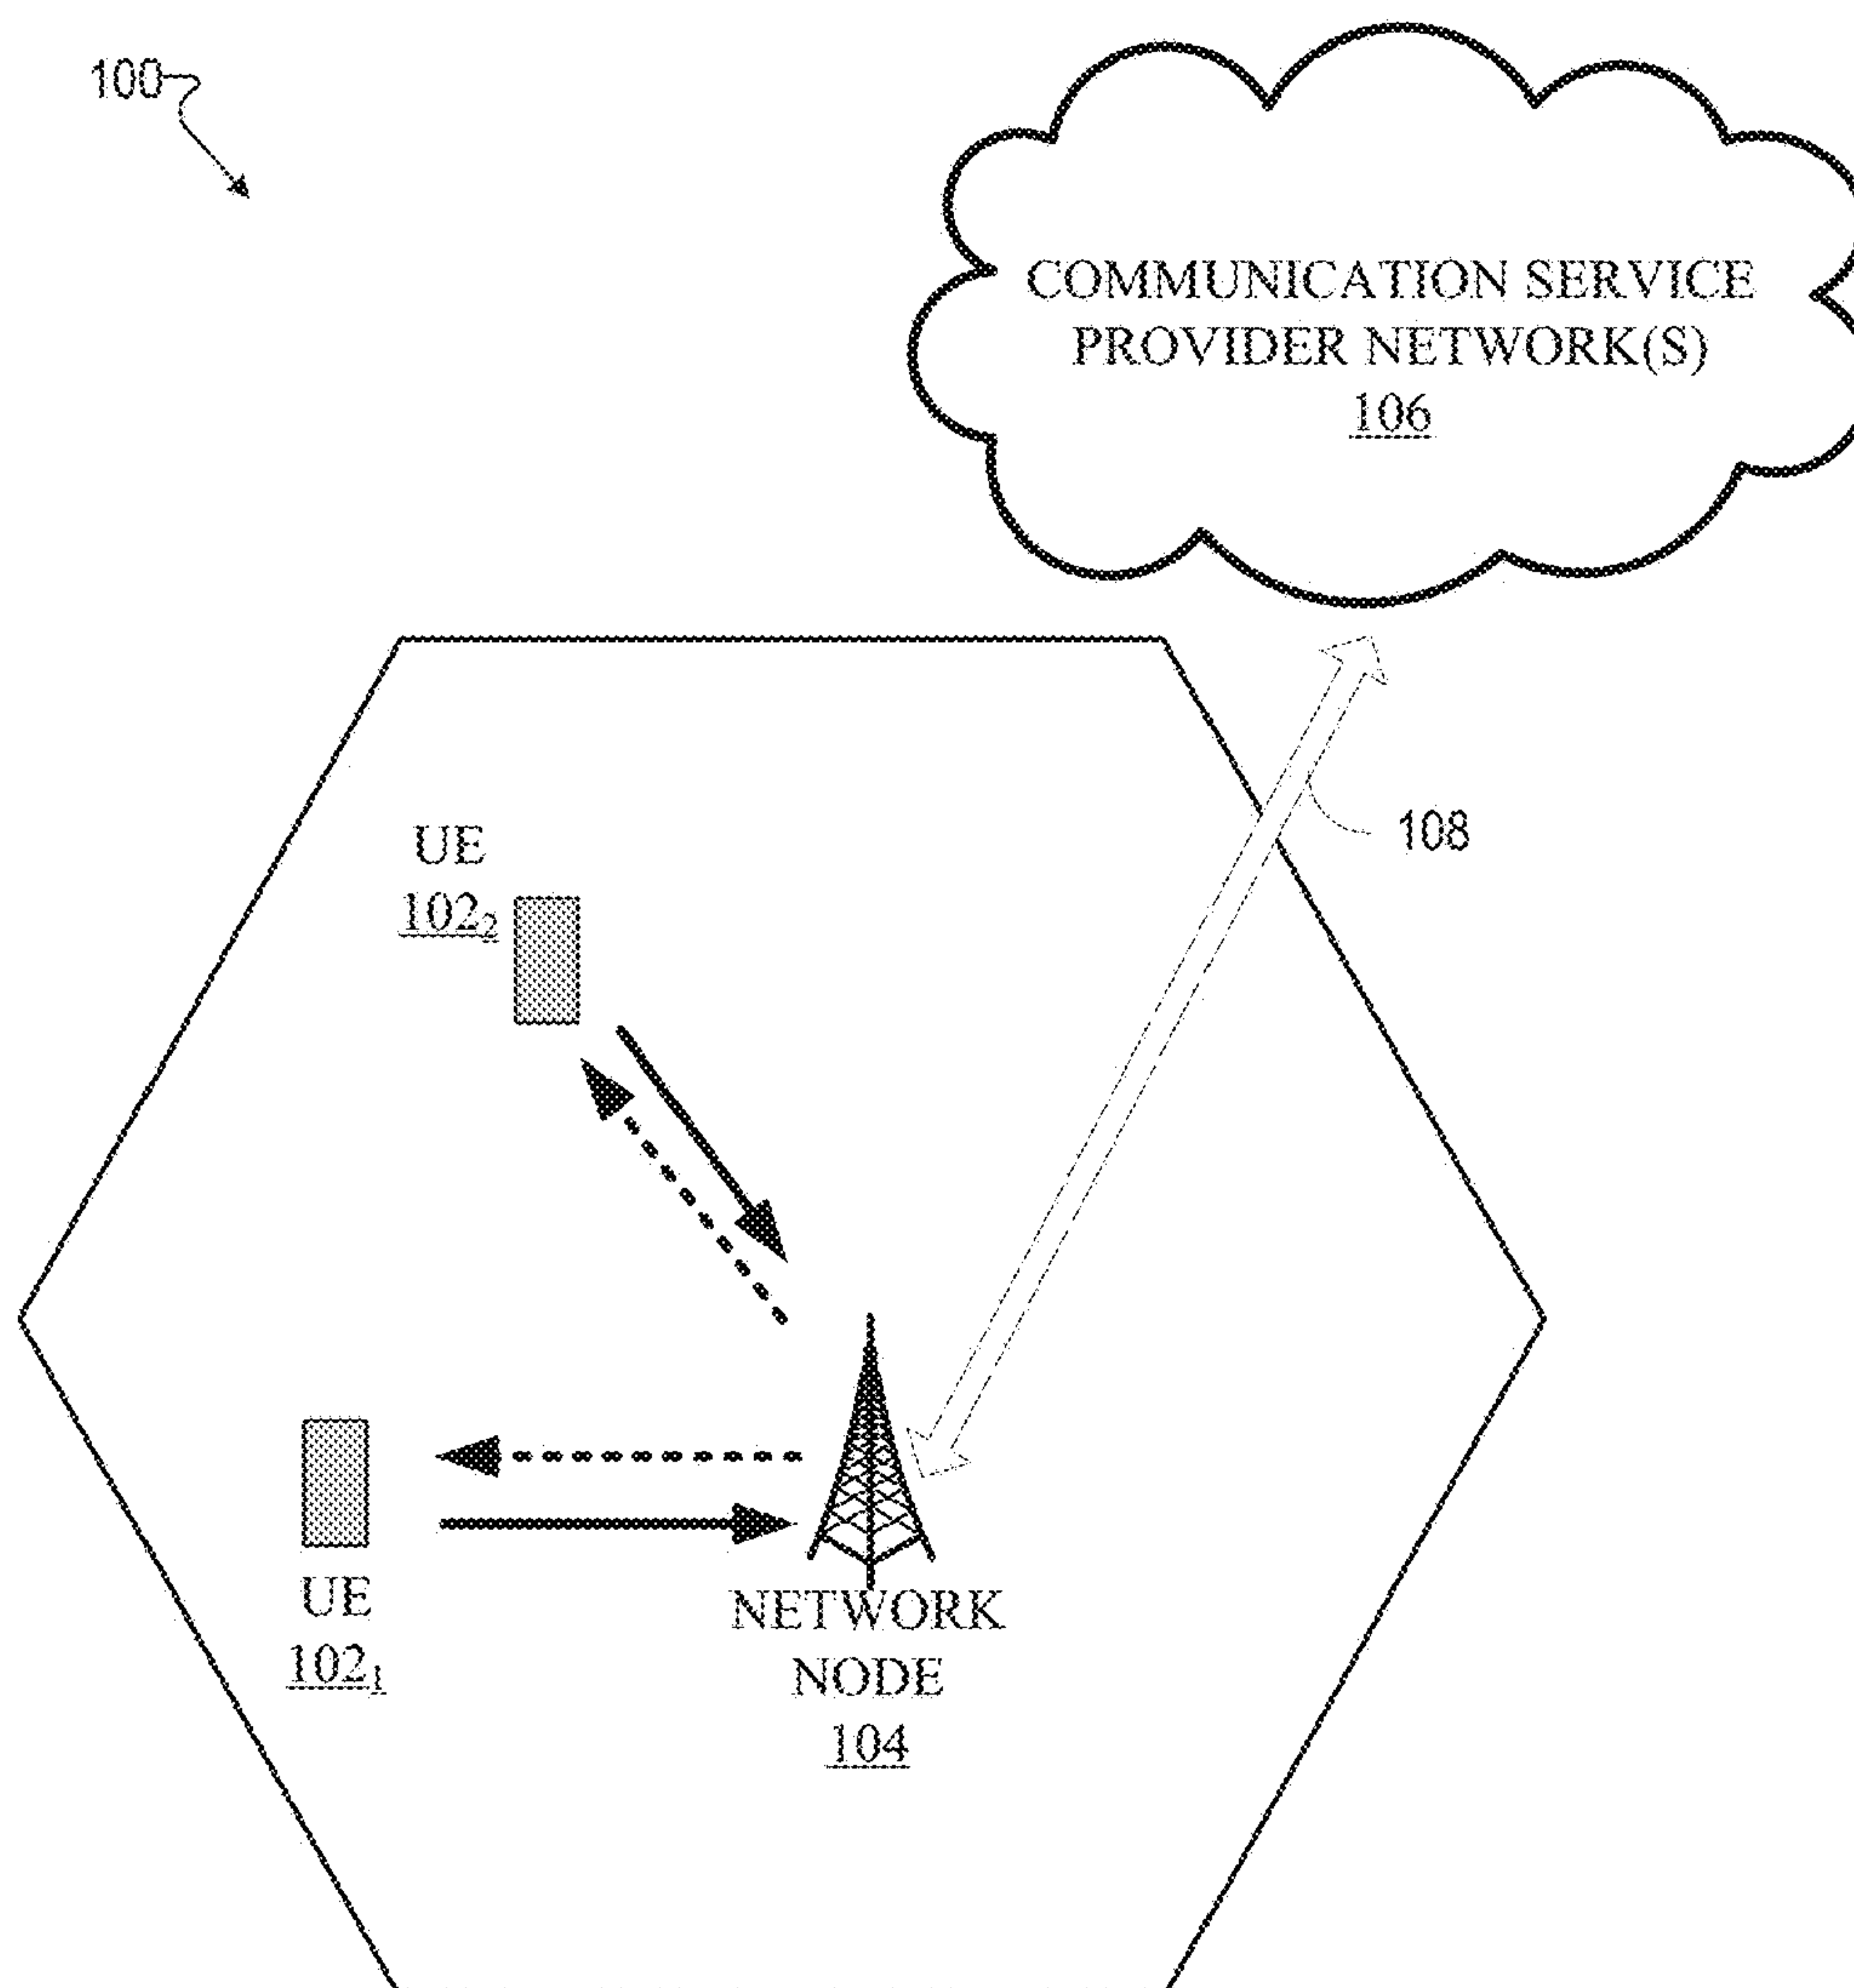 100
COMMUNICATION SERVICE
PROVIDER NETWORK(S)
106
108
UE
102₂
UE
102₁
NETWORK
NODE
104